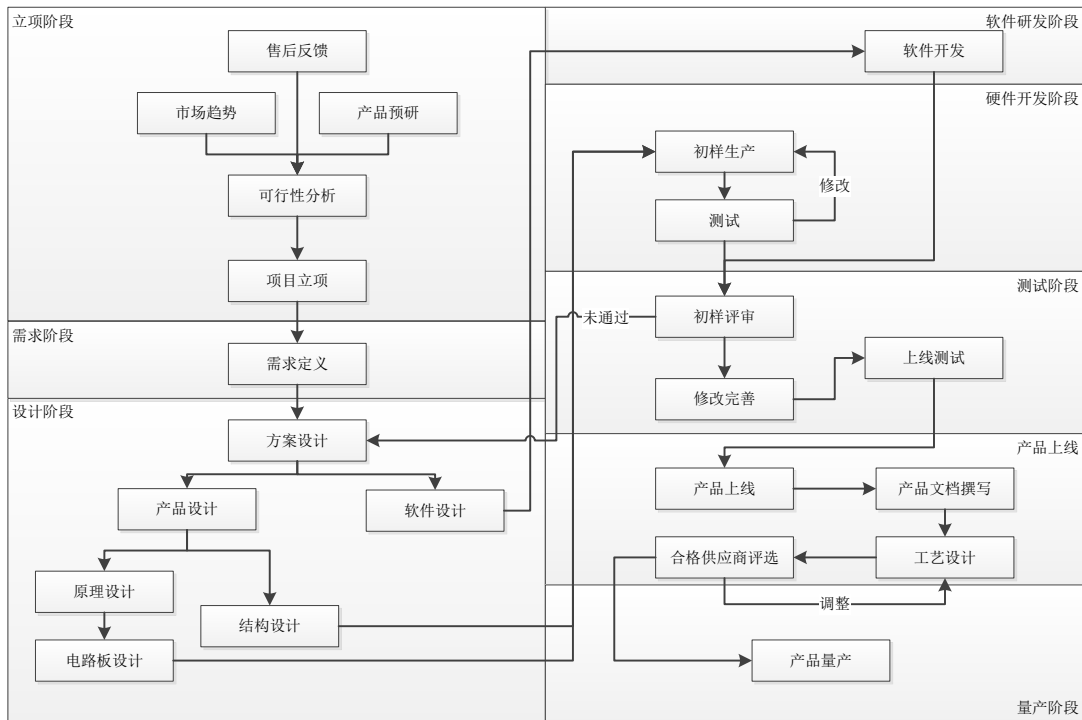 立项阶段
售后反馈
市场趋势
产品预研
可行性分析
项目立项
需求阶段
需求定义
设计阶段
方案设计
产品设计
软件设计
原理设计
结构设计
电路板设计
软件研发阶段
软件开发
硬件开发阶段
初样生产
修改
测试
测试阶段
未通过
初样评审
上线测试
修改完善
产品上线
产品上线
产品文档撰写
合格供应商评选
工艺设计
调整
产品量产
量产阶段